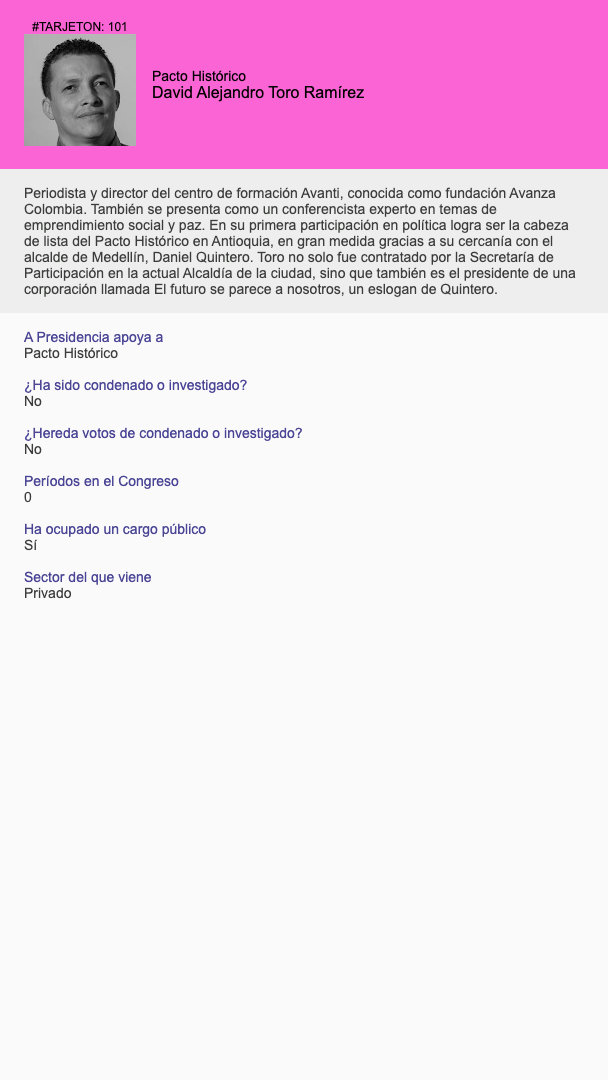 #TARJETON: 101
Pacto Histórico
David Alejandro Toro Ramírez
Periodista y director del centro de formación Avanti, conocida como fundación Avanza
Colombia. También se presenta como un conferencista experto en temas de
emprendimiento social y paz. En su primera participación en política logra ser la cabeza
de lista del Pacto Histórico en Antioquia, en gran medida gracias a su cercanía con el
alcalde de Medellín, Daniel Quintero. Toro no solo fue contratado por la Secretaría de
Participación en la actual Alcaldía de la ciudad, sino que también es el presidente de una
corporación llamada El futuro se parece a nosotros, un eslogan de Quintero.
A Presidencia apoya a
Pacto Histórico
¿Ha sido condenado o investigado?
No
¿Hereda votos de condenado o investigado?
No
Períodos en el Congreso
0
Ha ocupado un cargo público
Sí
Sector del que viene
Privado